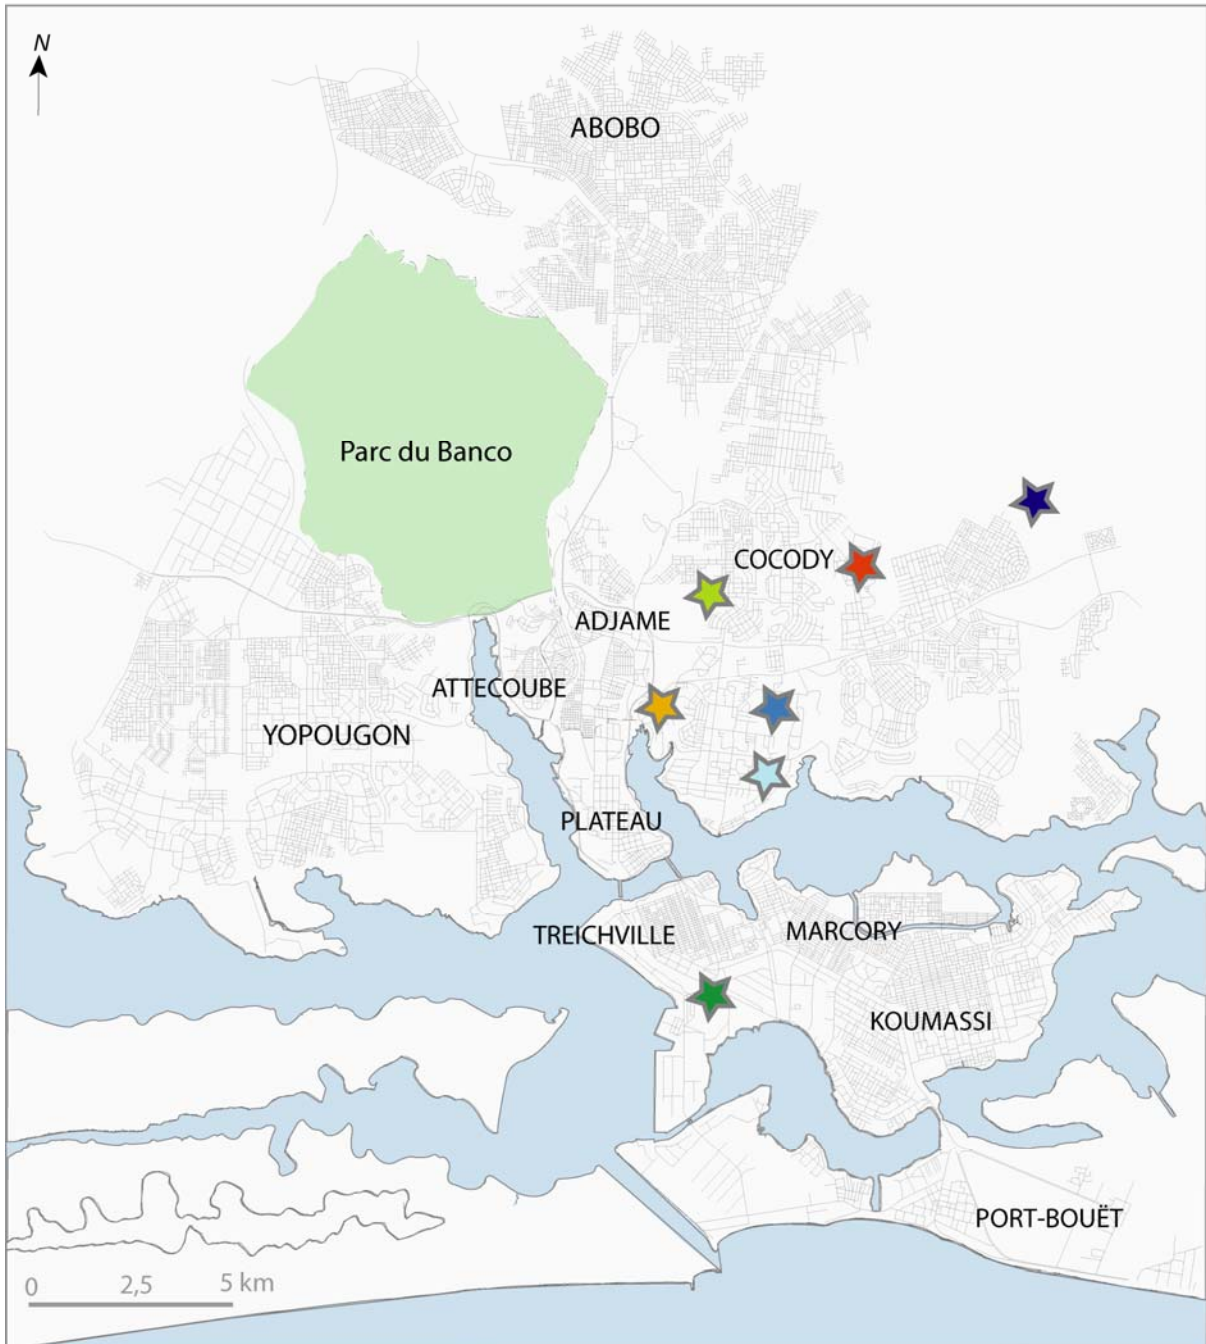 N
ABOBO
Parc du Banco
COCODY
ADJAME
ATTECOUBE
YOPOUGON
PLATEAU
TREICHVILLE
MARCORY
KOUMASSI
PORT-BOUËT
0 2,5 5 km